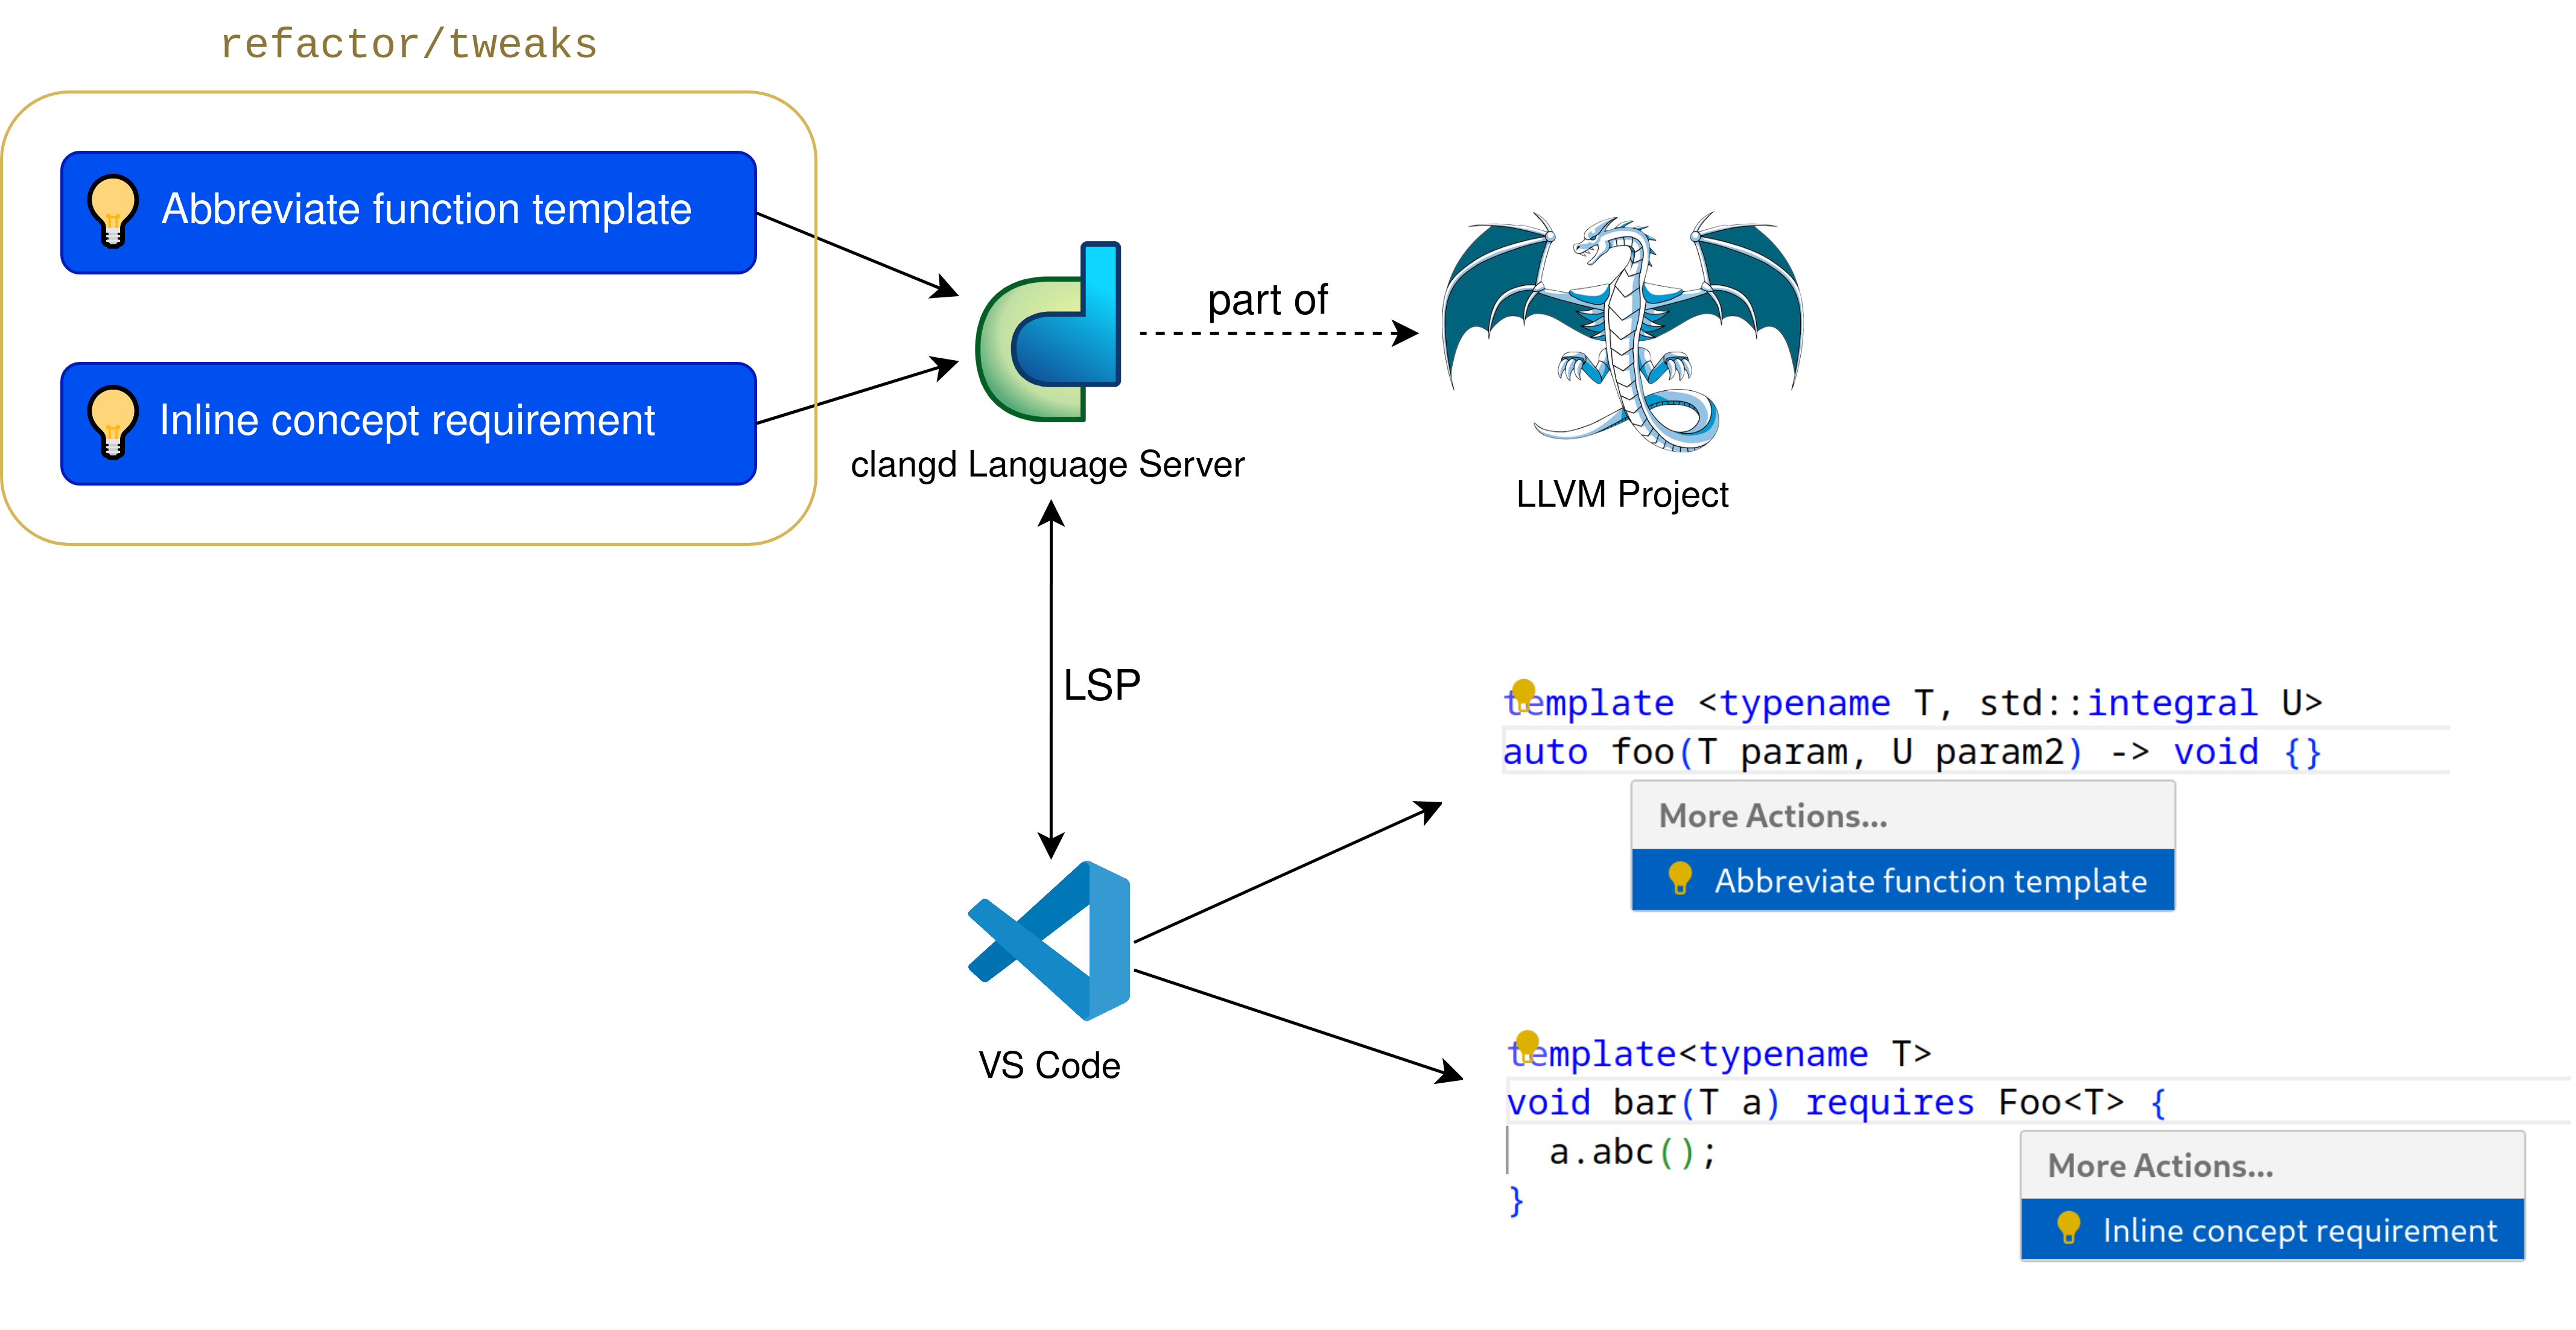 refactor/tweaks
Abbreviate function template
Inline concept requirement
clangd Language Server
part of
LLVM Project
LSP
VS Code
template <typename T, std::integral U>
auto foo(T param, U param2) -> void {}
More Actions...
Abbreviate function template
template<typename T>
void bar(T a) requires Foo<T> {
a.abc();
}
More Actions...
Inline concept requirement